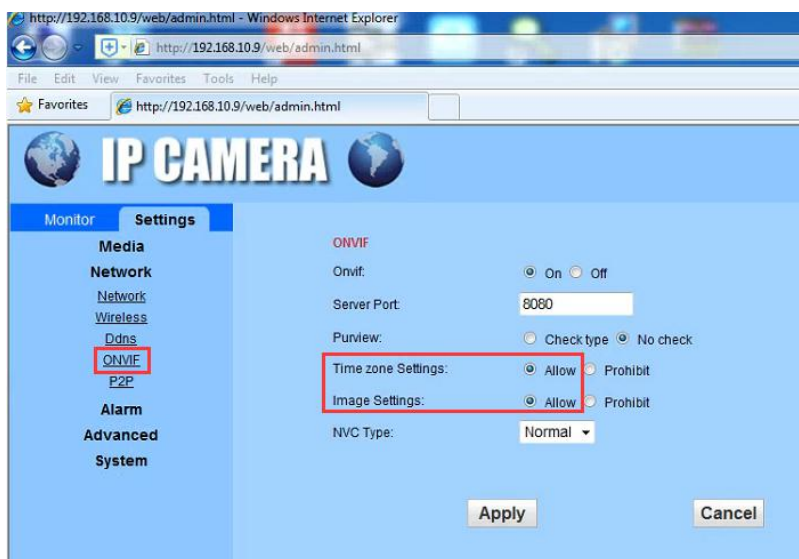 http://192.168.10.9/web/admin.html - Windows Internet Explorer
http://192.168.10.9/web/admin.html
File Edit View Favorites Tools Help
Favorites http://192.168.10.9/web/admin.html
IP CAMERA
Monitor Settings
Media
Network
Network
Wireless
Ddns
ONVIF
P2P
Alarm
Advanced
System
ONVIF
Onvif: On Off
Server Port: 8080
Purview: Check type No check
Time zone Settings: Allow Prohibit
Image Settings: Allow Prohibit
NVC Type: Normal
Apply Cancel